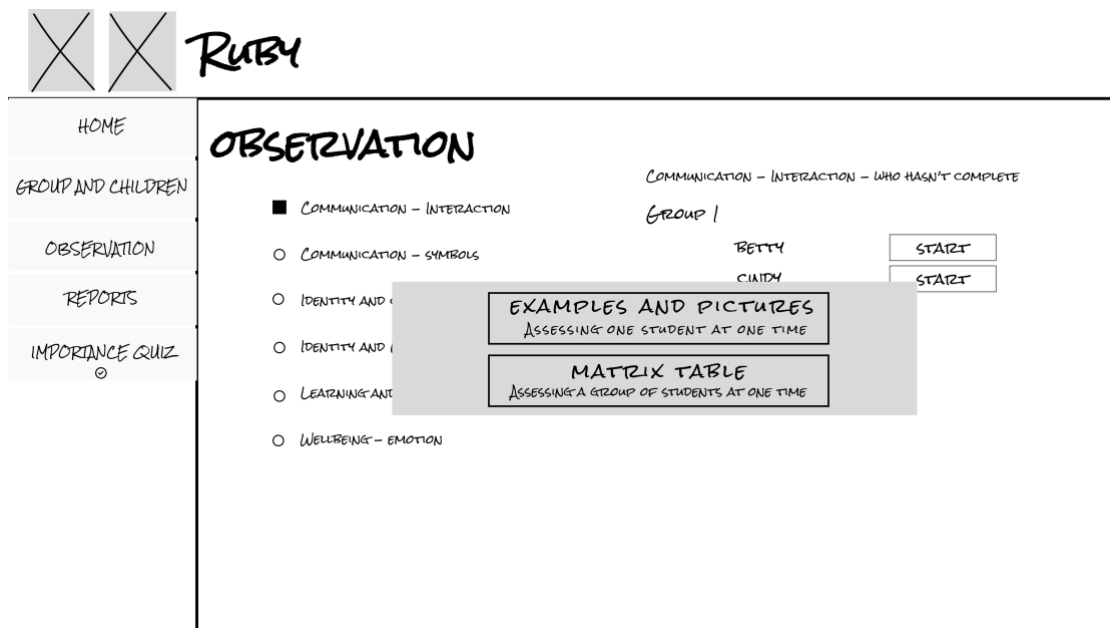 Ruby
HOME
GROUP AND CHILDREN
OBSERVATION
REPORTS
IMPORTANCE QUIZ
OBSERVATION
Communication – Interaction
Communication – symbols
Identity and
Identity and
Learning and
Wellbeing – emotion
Communication – Interaction – who hasn't complete
Group 1
BETTY START
CINDY START
EXAMPLES AND PICTURES
Assessing one student at one time
MATRIX TABLE
Assessing a group of students at one time